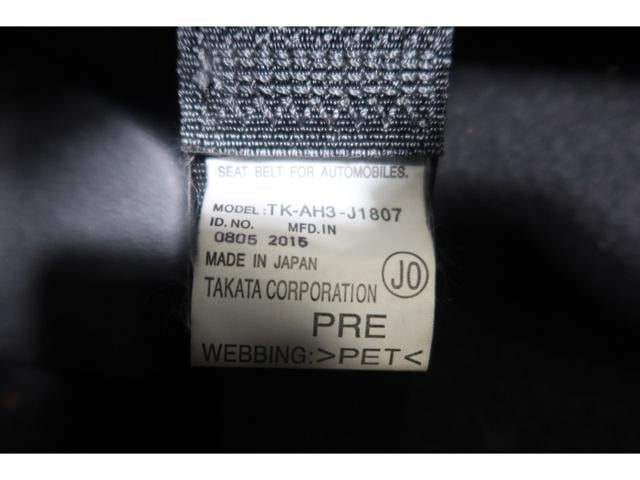 SEAT BELT FOR AUTOMOBILES.
MODEL:TK-AH3-J1807
ID.NO. MFD.IN
0805 2015
MADE IN JAPAN
JO
TAKATA CORPORATION
PRE
WEBBING:>PET<